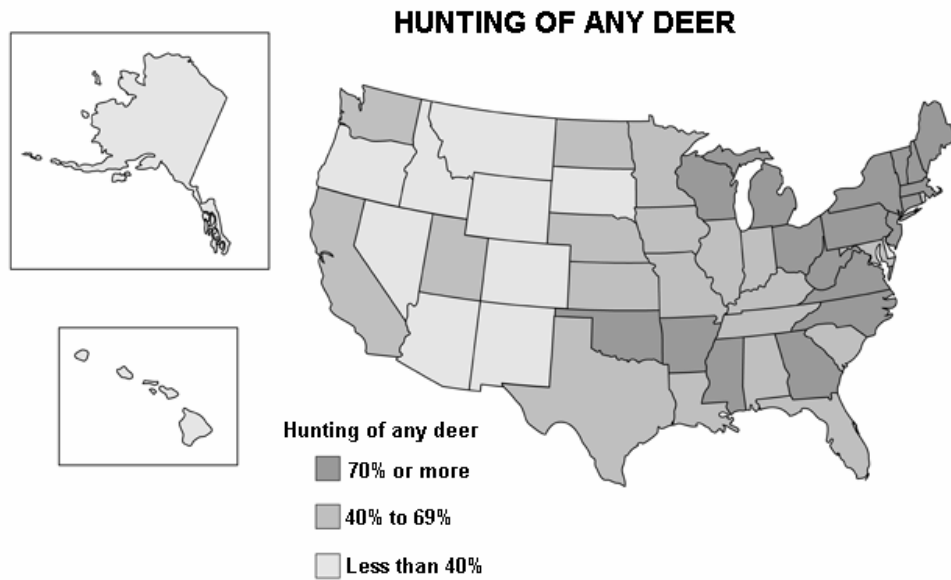 HUNTING OF ANY DEER
Hunting of any deer
70% or more
40% to 69%
Less than 40%